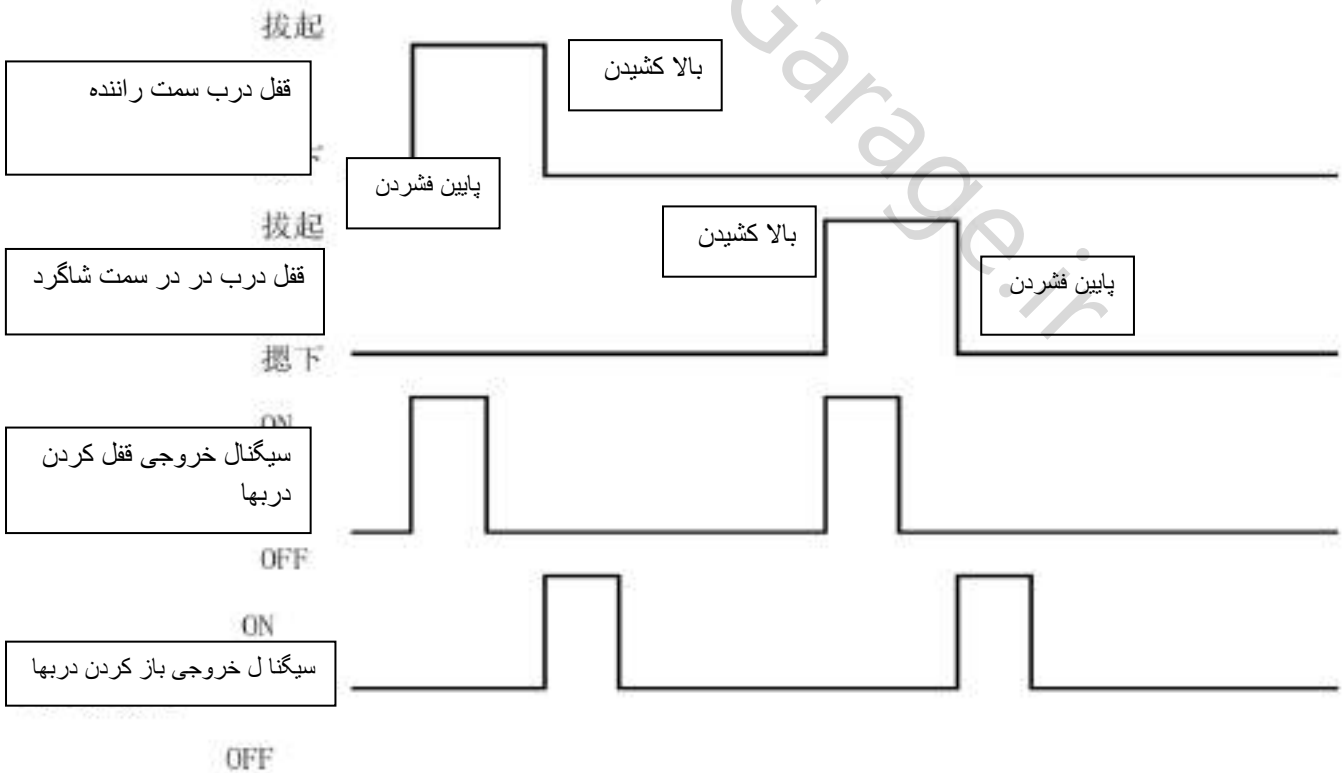 拔起
بالا کشیدن
قفل درب سمت راننده
پایین فشردن
拔起
بالا کشیدن
قفل درب در در سمت شاگرد
پایین فشردن
摁下
ON
سیگنال خروجی قفل کردن
دربها
OFF
ON
سیگنا ل خروجی باز کردن دربها
OFF
Garage.ir